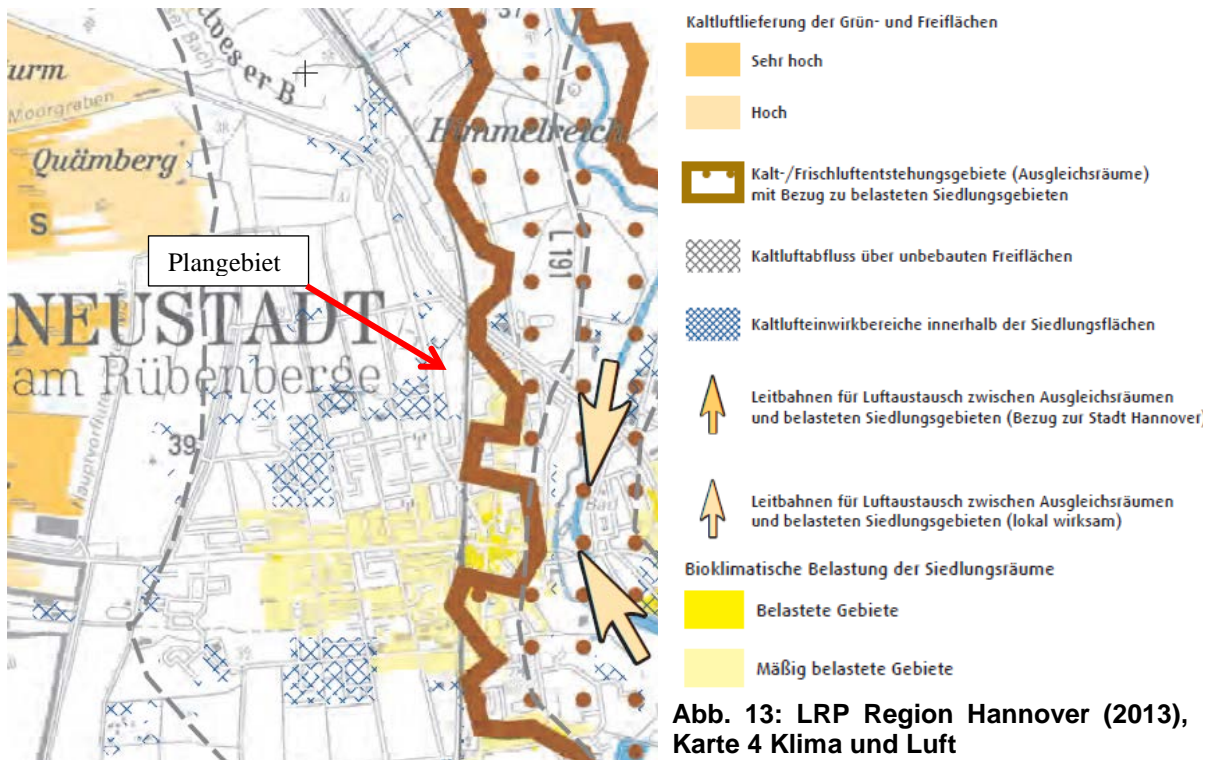 urm
Moorgraben
Quämberg
S
Bach
37
Himmelreich
L 191
Plangebiet
NEUSTADT
am Rübenberge
39
Hauptvorfluter
Bad
Kaltluftlieferung der Grün- und Freiflächen
Sehr hoch
Hoch
Kalt-/Frischluftentstehungsgebiete (Ausgleichsräume)
mit Bezug zu belasteten Siedlungsgebieten
Kaltluftabfluss über unbebauten Freiflächen
Kaltlufteinwirkbereiche innerhalb der Siedlungsflächen
Leitbahnen für Luftaustausch zwischen Ausgleichsräumen
und belasteten Siedlungsgebieten (Bezug zur Stadt Hannover)
Leitbahnen für Luftaustausch zwischen Ausgleichsräumen
und belasteten Siedlungsgebieten (lokal wirksam)
Bioklimatische Belastung der Siedlungsräume
Belastete Gebiete
Mäßig belastete Gebiete
Abb. 13: LRP Region Hannover (2013),
Karte 4 Klima und Luft